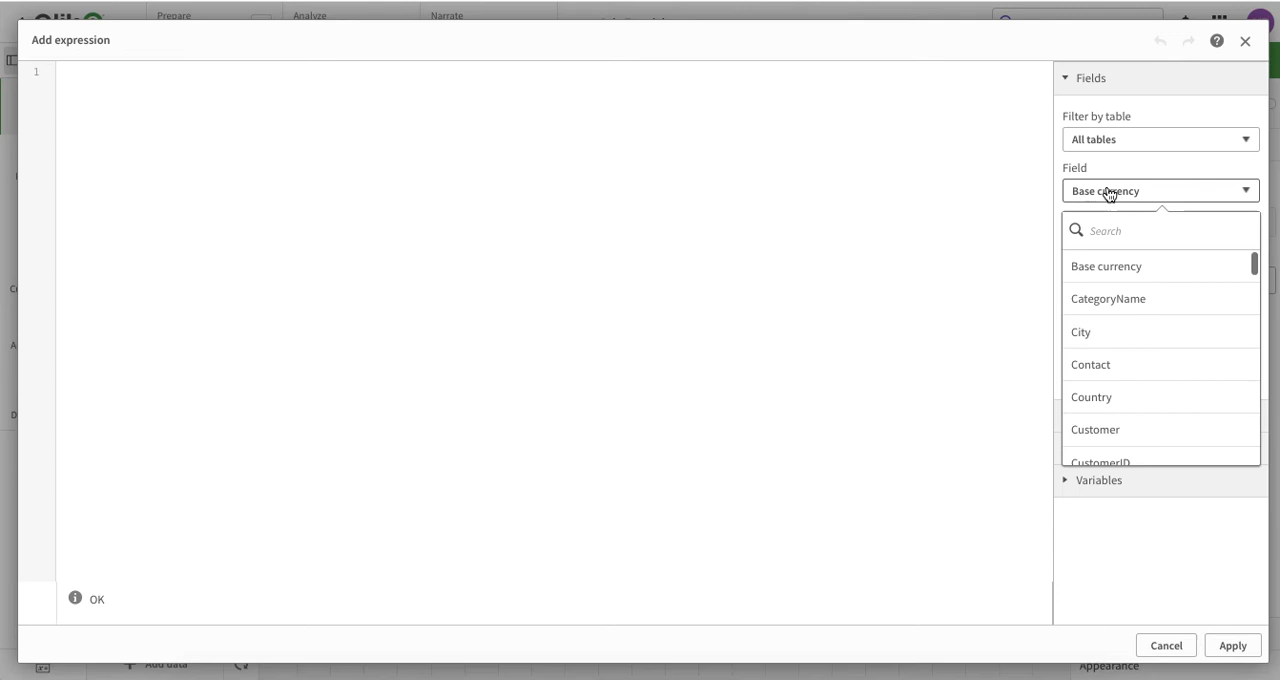 Prepare
Analyze
Narrate
Add expression
1
Fields
Filter by table
All tables
Field
Base currency
Search
Base currency
CategoryName
City
Contact
Country
Customer
CustomerID
Variables
OK
Cancel
Apply
Add data
Appearance